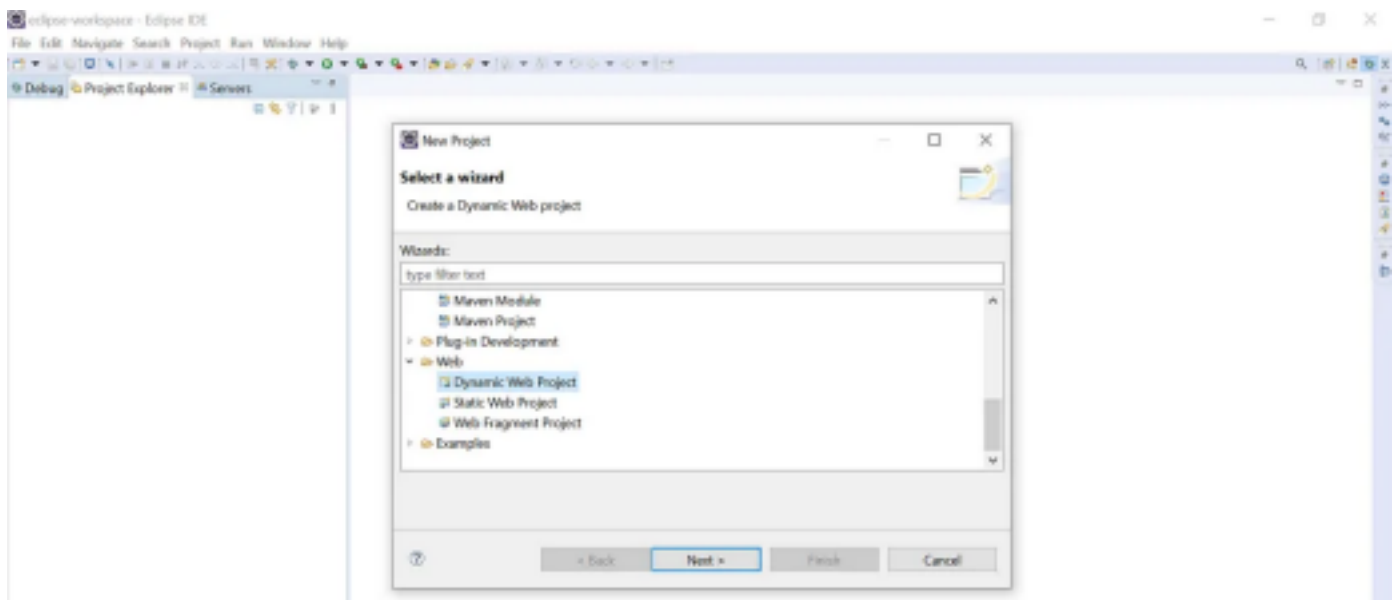 eclipse-workspace - Eclipse IDE
File Edit Navigate Search Project Run Window Help
Debug Project Explorer Servers
New Project
Select a wizard
Create a Dynamic Web project
Wizards:
type filter text
Maven Module
Maven Project
Plug-in Development
Web
Dynamic Web Project
Static Web Project
Web Fragment Project
Examples
< Back Next > Finish Cancel